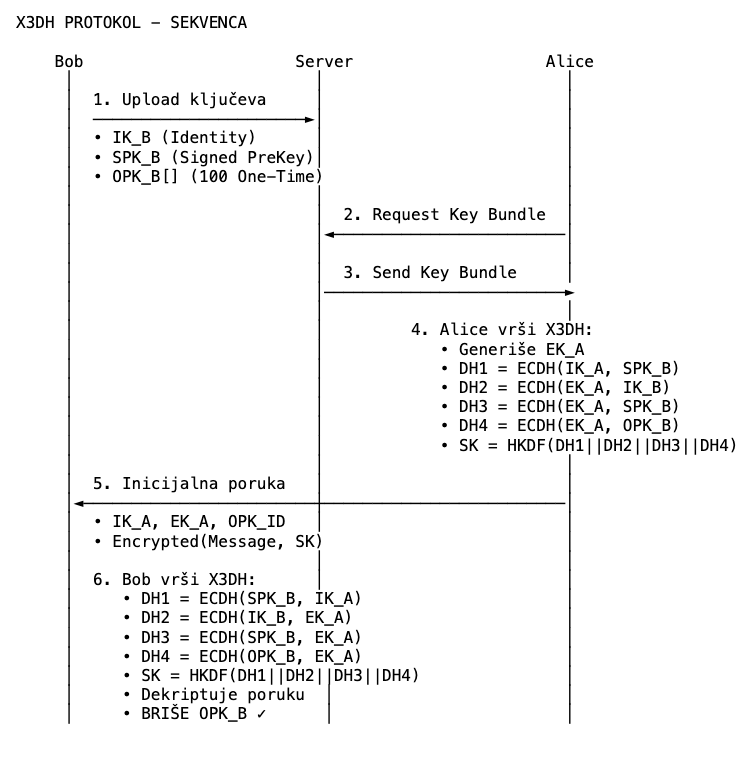 X3DH PROTOKOL – SEKVENCA
Bob Server Alice
1. Upload ključeva
• IK_B (Identity)
• SPK_B (Signed PreKey)
• OPK_B[] (100 One-Time)
2. Request Key Bundle
3. Send Key Bundle
4. Alice vrši X3DH:
• Generiše EK_A
• DH1 = ECDH(IK_A, SPK_B)
• DH2 = ECDH(EK_A, IK_B)
• DH3 = ECDH(EK_A, SPK_B)
• DH4 = ECDH(EK_A, OPK_B)
• SK = HKDF(DH1||DH2||DH3||DH4)
5. Inicijalna poruka
• IK_A, EK_A, OPK_ID
• Encrypted(Message, SK)
6. Bob vrši X3DH:
• DH1 = ECDH(SPK_B, IK_A)
• DH2 = ECDH(IK_B, EK_A)
• DH3 = ECDH(SPK_B, EK_A)
• DH4 = ECDH(OPK_B, EK_A)
• SK = HKDF(DH1||DH2||DH3||DH4)
• Dekriptuje poruku
• BRIŠE OPK_B ✓